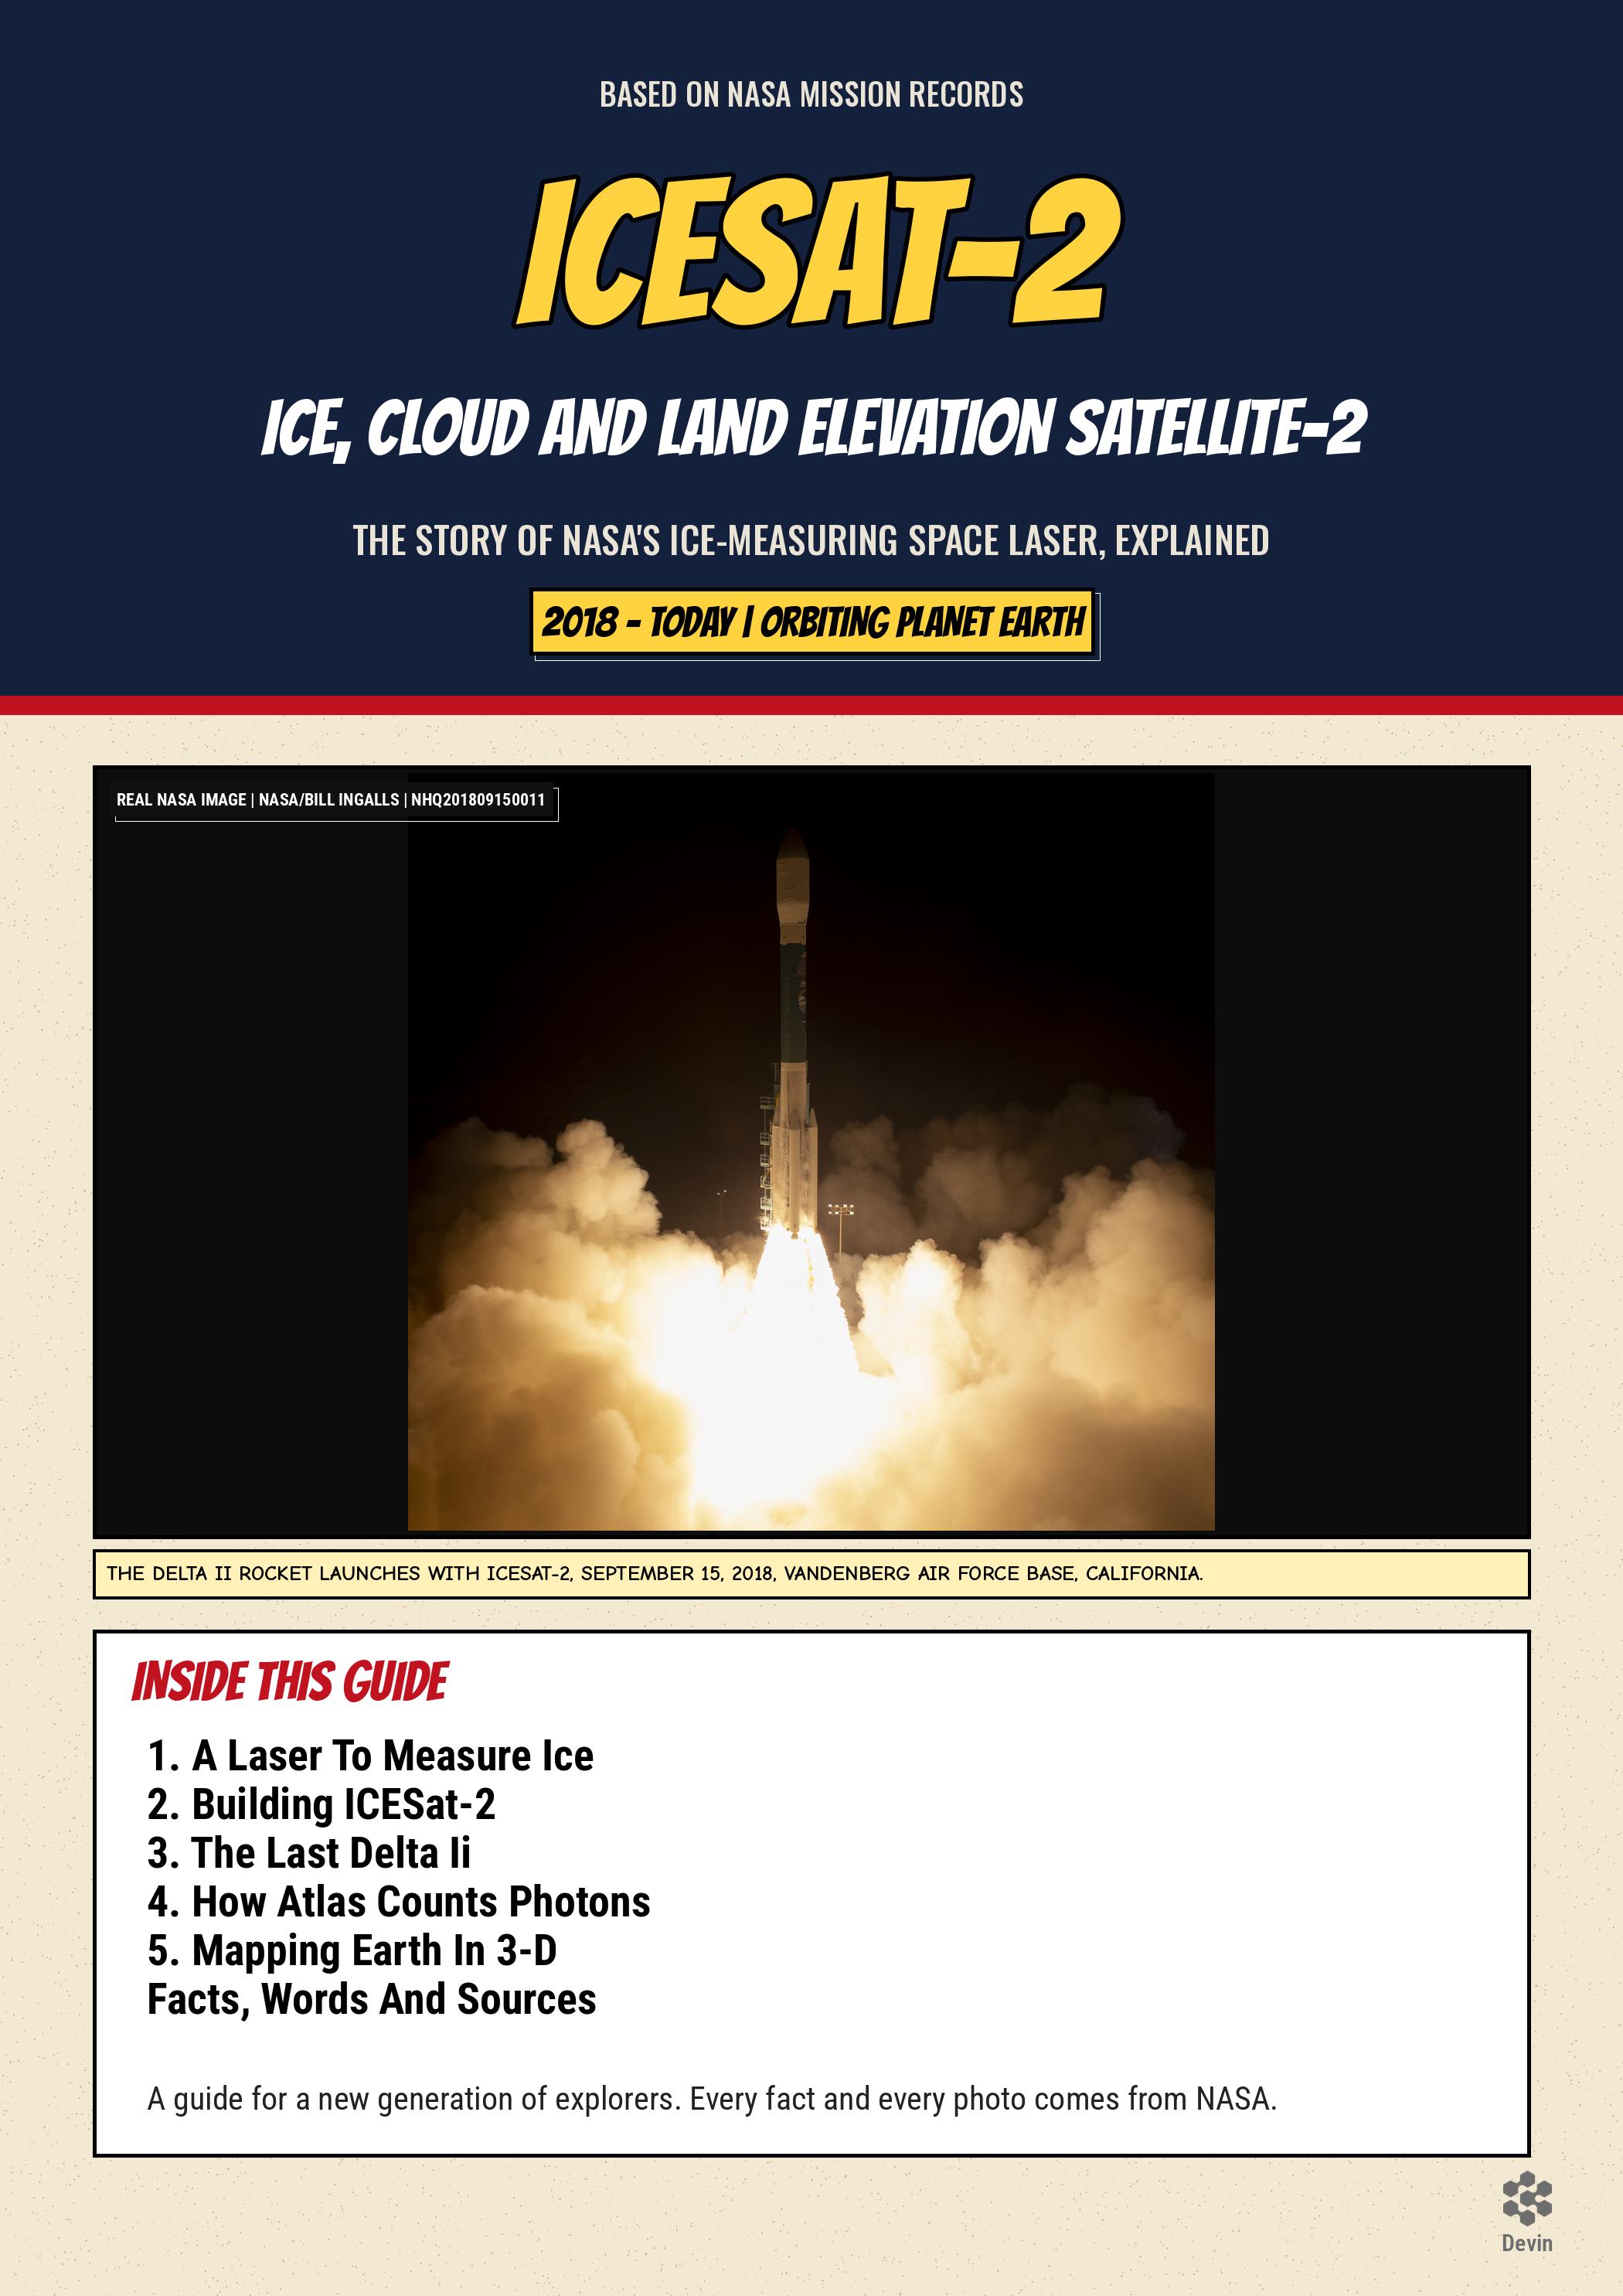 BASED ON NASA MISSION RECORDS
ICESAT-2
ICE, CLOUD AND LAND ELEVATION SATELLITE-2
THE STORY OF NASA'S ICE-MEASURING SPACE LASER, EXPLAINED
2018 - TODAY | ORBITING PLANET EARTH
REAL NASA IMAGE | NASA/BILL INGALLS | NHQ201809150011
THE DELTA II ROCKET LAUNCHES WITH ICESAT-2, SEPTEMBER 15, 2018, VANDENBERG AIR FORCE BASE, CALIFORNIA.
INSIDE THIS GUIDE
1. A Laser To Measure Ice
2. Building ICESat-2
3. The Last Delta Ii
4. How Atlas Counts Photons
5. Mapping Earth In 3-D
Facts, Words And Sources
A guide for a new generation of explorers. Every fact and every photo comes from NASA.
Devin